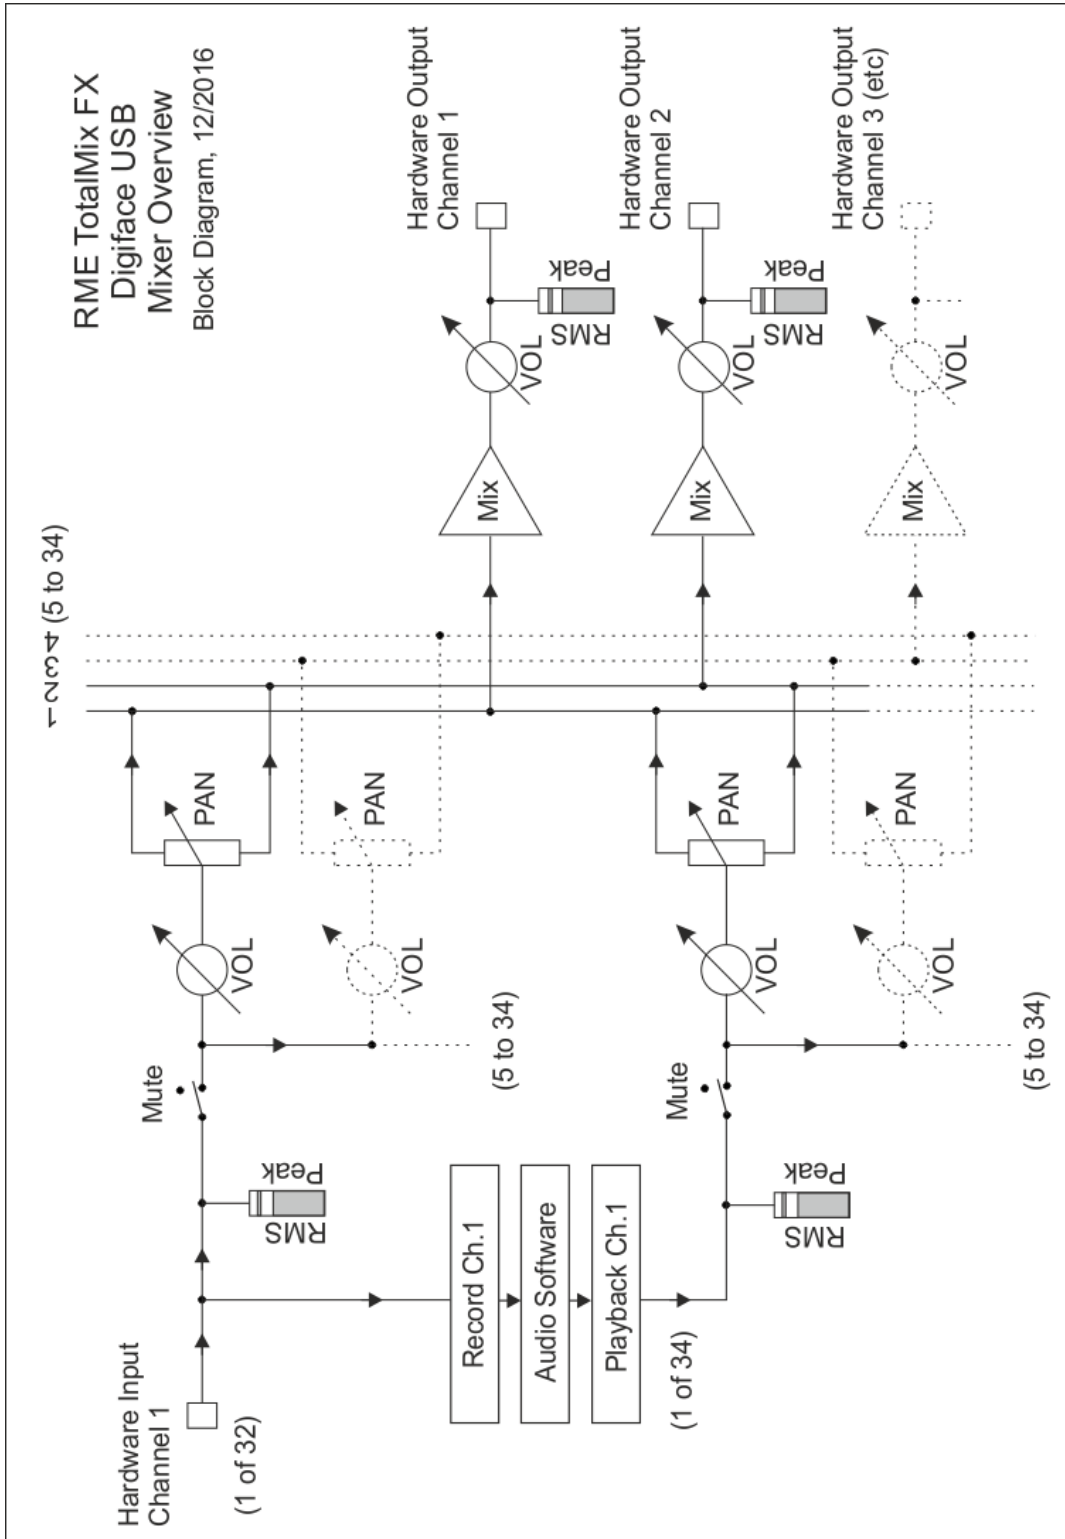 RME TotalMix FX
Digiface USB
Mixer Overview
Block Diagram, 12/2016
Hardware Input
Channel 1
(1 of 32)
RMS
Peak
Mute
VOL
PAN
VOL
PAN
(5 to 34)
1 2 3 4 (5 to 34)
Record Ch.1
Audio Software
Playback Ch.1
(1 of 34)
RMS
Peak
Mute
VOL
PAN
VOL
PAN
(5 to 34)
Mix
VOL
RMS
Peak
Hardware Output
Channel 1
Mix
VOL
RMS
Peak
Hardware Output
Channel 2
Mix
VOL
Hardware Output
Channel 3 (etc)